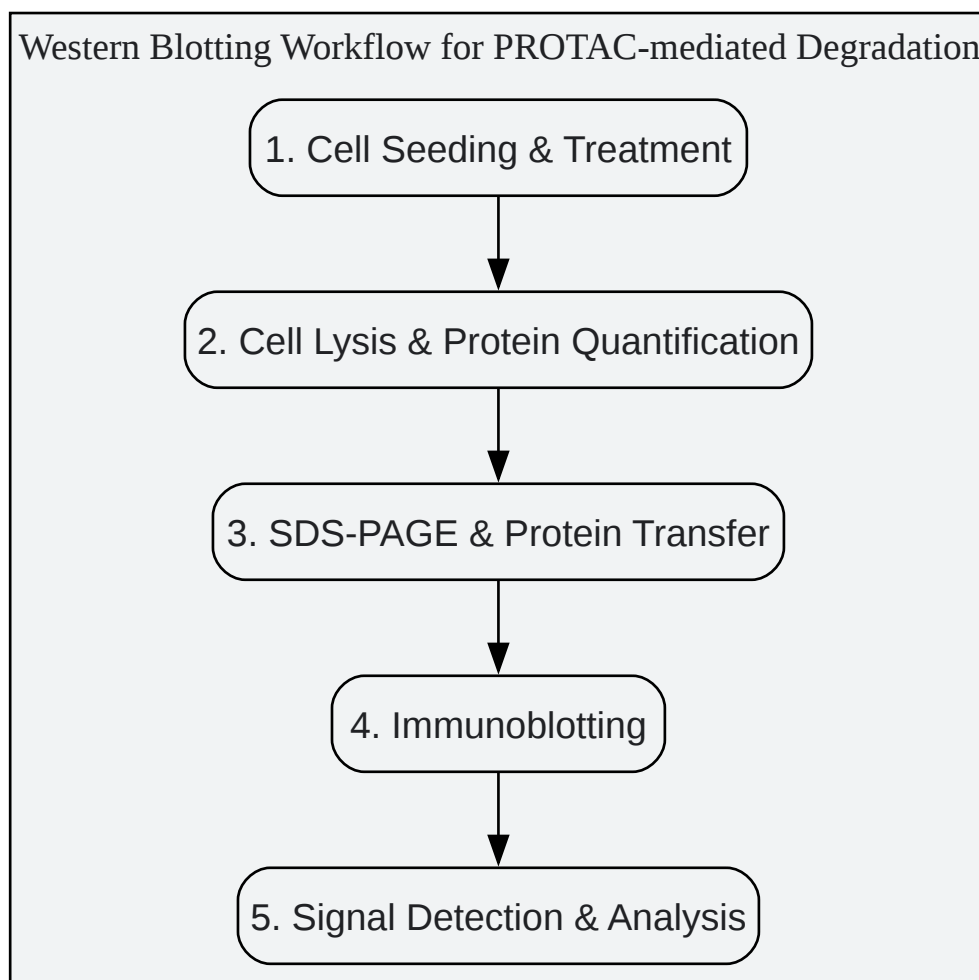 Western Blotting Workflow for PROTAC-mediated Degradation
1. Cell Seeding & Treatment
2. Cell Lysis & Protein Quantification
3. SDS-PAGE & Protein Transfer
4. Immunoblotting
5. Signal Detection & Analysis